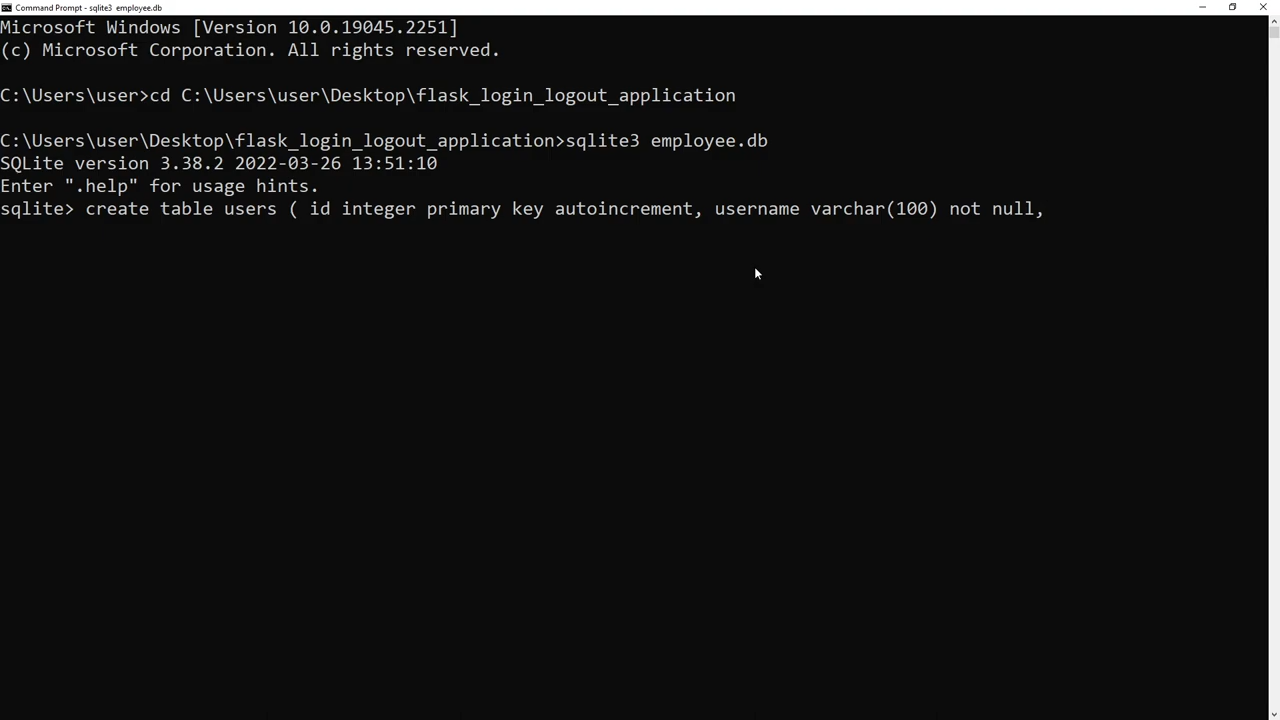 Command Prompt - sqlite3 employee.db
Microsoft Windows [Version 10.0.19045.2251]
(c) Microsoft Corporation. All rights reserved.
C:\Users\user>cd C:\Users\user\Desktop\flask_login_logout_application
C:\Users\user\Desktop\flask_login_logout_application>sqlite3 employee.db
SQLite version 3.38.2 2022-03-26 13:51:10
Enter ".help" for usage hints.
sqlite> create table users ( id integer primary key autoincrement, username varchar(100) not null,